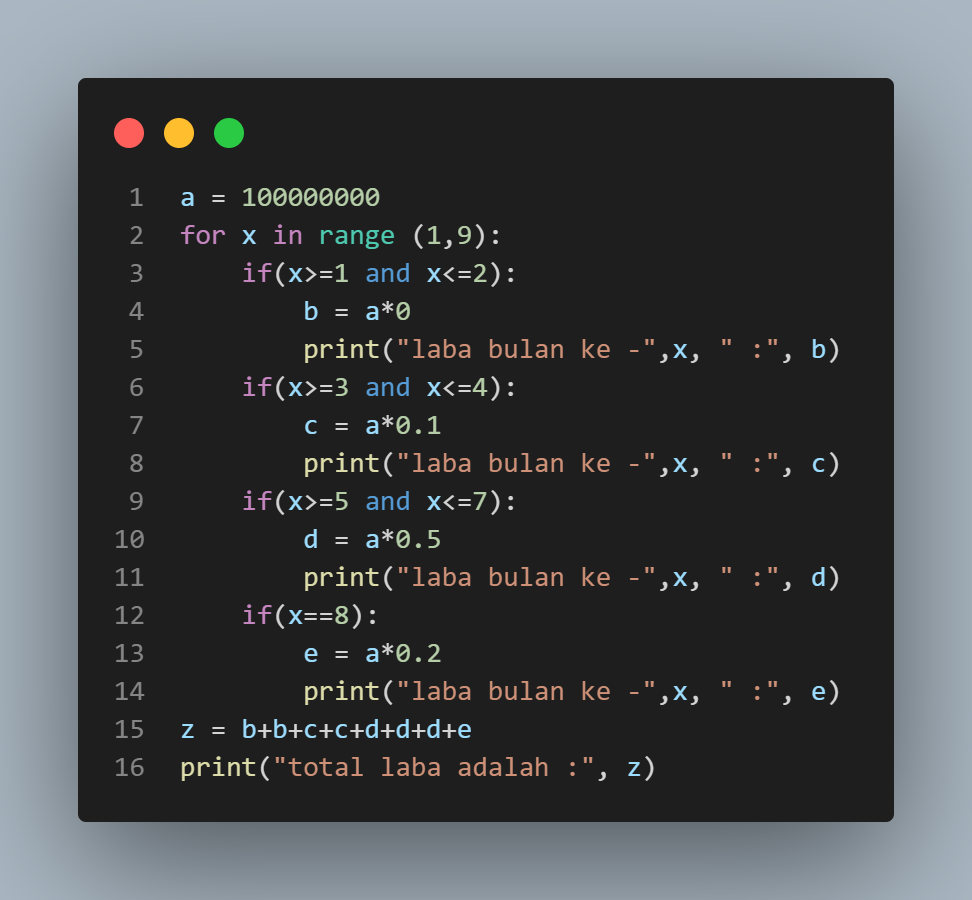 1 a = 100000000
2 for x in range (1,9):
3     if(x>=1 and x<=2):
4         b = a*0
5         print("laba bulan ke -",x, " :", b)
6     if(x>=3 and x<=4):
7         c = a*0.1
8         print("laba bulan ke -",x, " :", c)
9     if(x>=5 and x<=7):
10         d = a*0.5
11         print("laba bulan ke -",x, " :", d)
12     if(x==8):
13         e = a*0.2
14         print("laba bulan ke -",x, " :", e)
15 z = b+b+c+c+d+d+d+e
16 print("total laba adalah :", z)